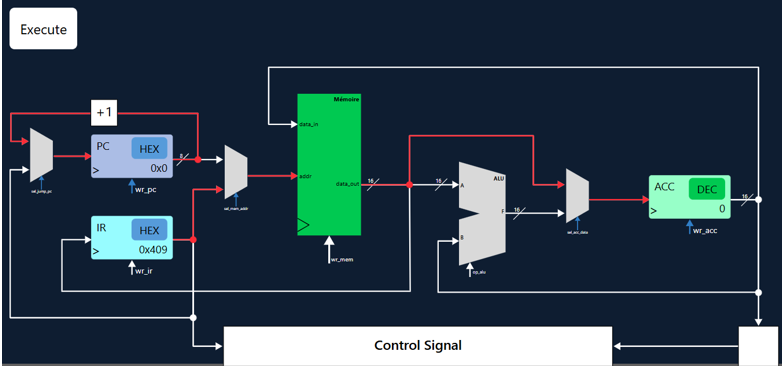 Execute
+1
Mémoire
data_in
PC
HEX
0x0
8
wr_pc
sel_jump_pc
addr
sel_mem_addr
data_out
16
16
ALU
A
F
16
B
op_alu
sel_acc_data
ACC
DEC
0
16
wr_acc
IR
HEX
0x409
wr_ir
wr_mem
Control Signal